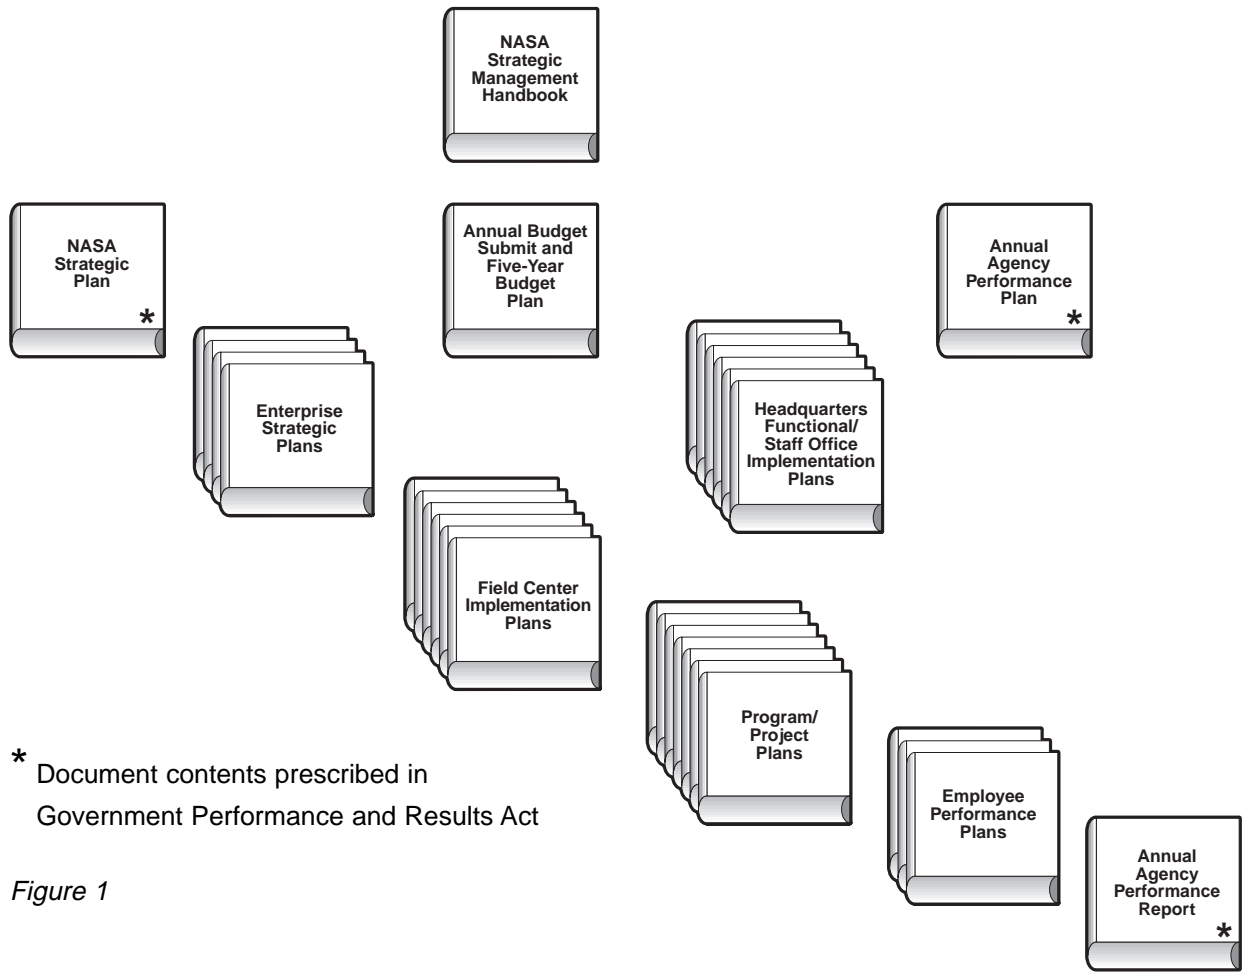 NASA
Strategic
Management
Handbook
NASA
Strategic
Plan
*
Annual Budget
Submit and
Five-Year
Budget
Plan
Annual
Agency
Performance
Plan
*
Enterprise
Strategic
Plans
Headquarters
Functional/
Staff Office
Implementation
Plans
Field Center
Implementation
Plans
Program/
Project
Plans
Employee
Performance
Plans
Annual
Agency
Performance
Report
*
* Document contents prescribed in
Government Performance and Results Act
Figure 1